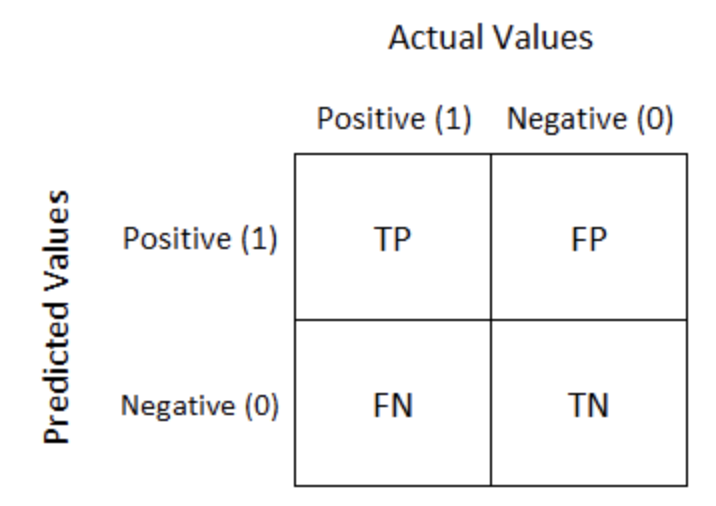 Actual Values
Positive (1) Negative (0)
Predicted Values
Positive (1) TP FP
Negative (0) FN TN